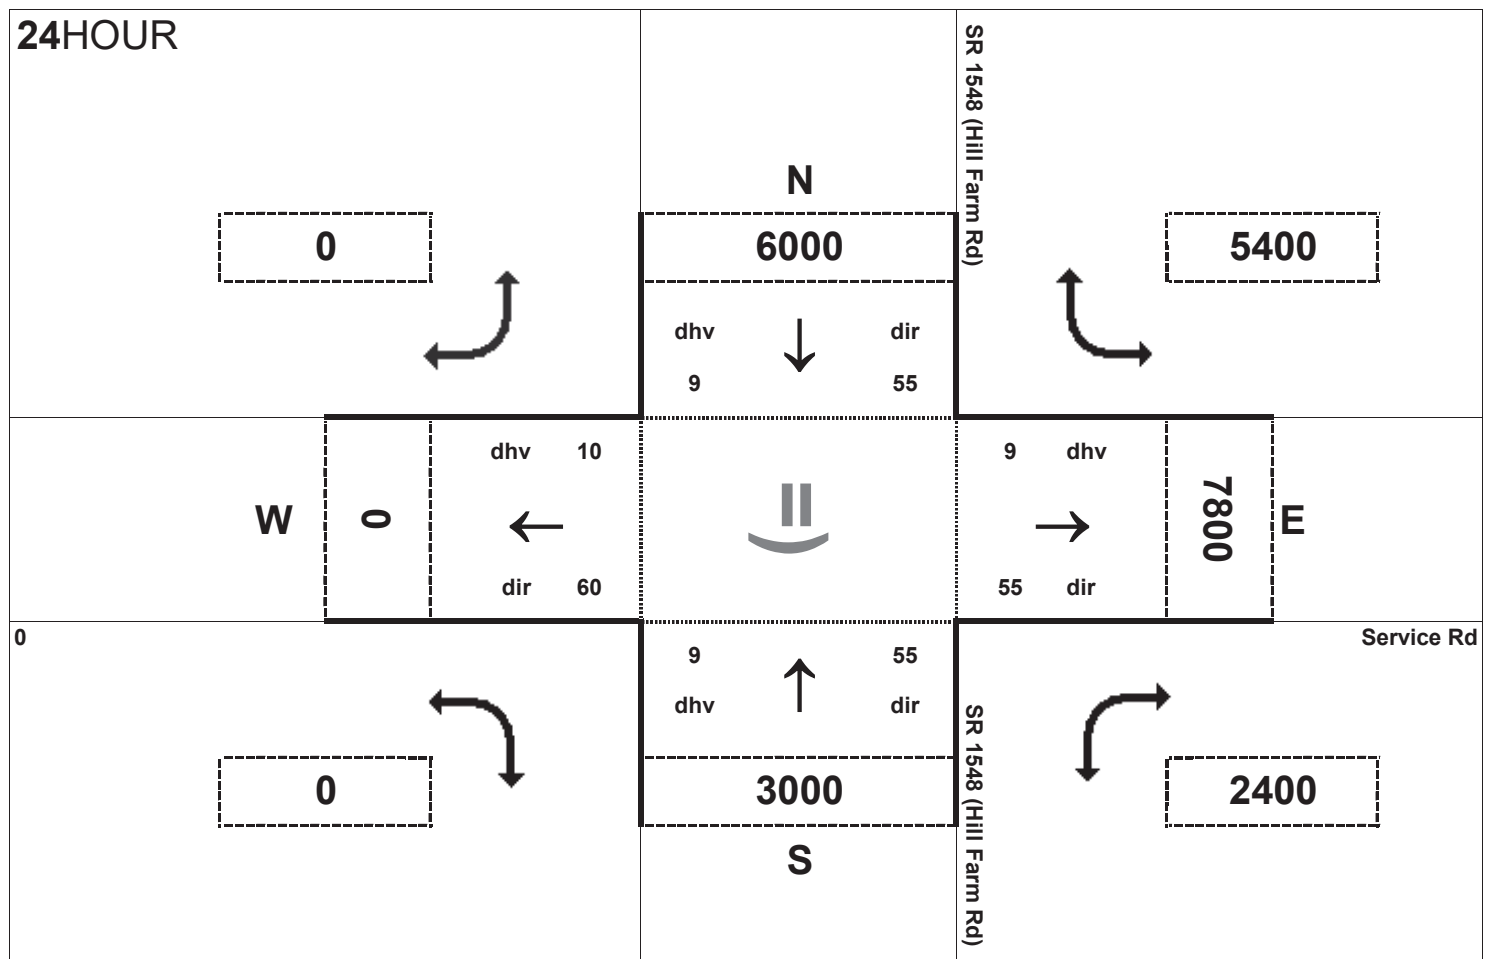 24HOUR
SR 1548 (Hill Farm Rd)
N
0
6000
5400
dhv
dir
9
55
dhv 10
9 dhv
W
0
7800
E
dir 60
55 dir
0
Service Rd
9
55
dhv
dir
SR 1548 (Hill Farm Rd)
0
3000
2400
S